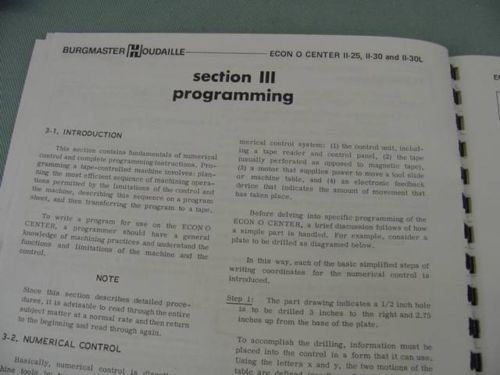 BURGMASTER HOUDAILLE
ECON O CENTER II-25, II-30 and II-30L
section III
programming
3-1. INTRODUCTION
This section contains fundamentals of numerical
control and complete programming instructions. Pro-
gramming a tape-controlled machine involves: plan-
ning the most efficient sequence of machining opera-
tions permitted by the limitations of the control and
the machine, describing this sequence on a program
sheet, and then transferring the program to a tape.
To write a program for use on the ECON O
CENTER, a programmer should have a general
knowledge of machining practices and understand the
functions and limitations of the machine and the
control.
NOTE
Since this section describes detailed proce-
dures, it is advisable to read through the entire
subject matter at a normal rate and then return
to the beginning and read through again.
3-2. NUMERICAL CONTROL
Basically, numerical control is
merical control system: (1) the control unit, includ-
ing a tape reader and control panel, (2) the tape
(usually perforated as opposed to magnetic tape),
(3) a motor that supplies power to move a tool slide
or machine table, and (4) an electronic feedback
device that indicates the amount of movement that
has taken place.
Before delving into specific programming of the
ECON O CENTER, a brief discussion follows of how
a simple part is handled. For example, consider a
plate to be drilled as diagramed below.
In this way, each of the basic simplified steps of
writing coordinates for the numerical control is
introduced.
Step 1: The part drawing indicates a 1/2 inch hole
is to be drilled 3 inches to the right and 2.75
inches up from the base of the plate.
To accomplish the drilling, information must be
placed into the control in a form that it can use.
Using the letters x and y, the two motions of the
table are defined